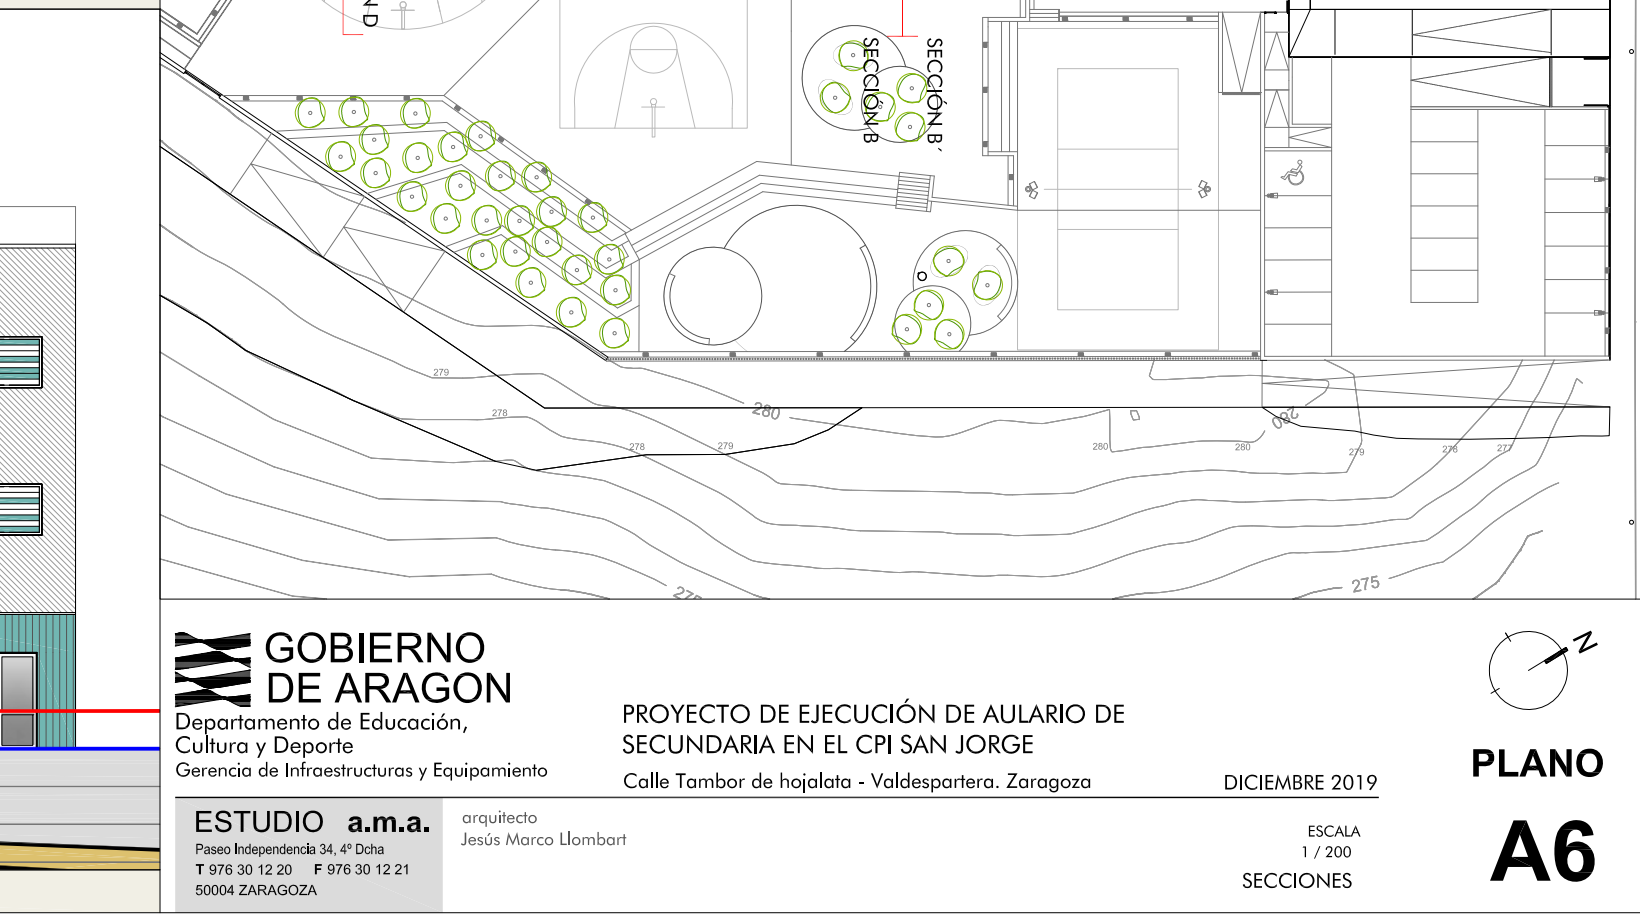 N D
SECCIÓN B
SECCIÓN B'
279
278
280
280
278
279
280
280
279
278
277
275
275
N
GOBIERNO
DE ARAGON
Departamento de Educación,
Cultura y Deporte
Gerencia de Infraestructuras y Equipamiento
PROYECTO DE EJECUCIÓN DE AULARIO DE
SECUNDARIA EN EL CPI SAN JORGE
Calle Tambor de hojalata - Valdespartera. Zaragoza
DICIEMBRE 2019
PLANO
A6
ESTUDIO a.m.a.
Paseo Independencia 34, 4º Dcha
T 976 30 12 20 F 976 30 12 21
50004 ZARAGOZA
arquitecto
Jesús Marco Llombart
ESCALA
1 / 200
SECCIONES